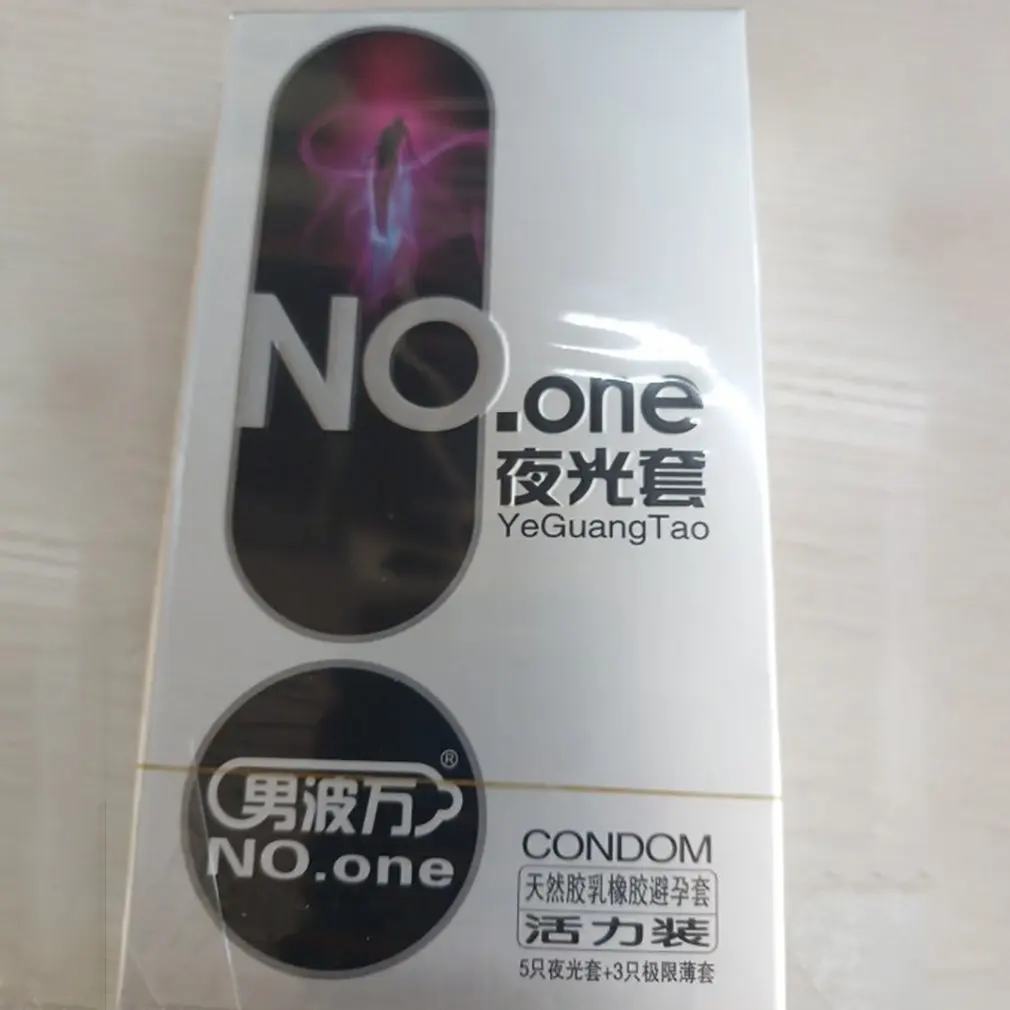 NO.one
夜光套
YeGuangTao
男波万®
NO.one
CONDOM
天然胶乳橡胶避孕套
活力装
5只夜光套+3只极限薄套